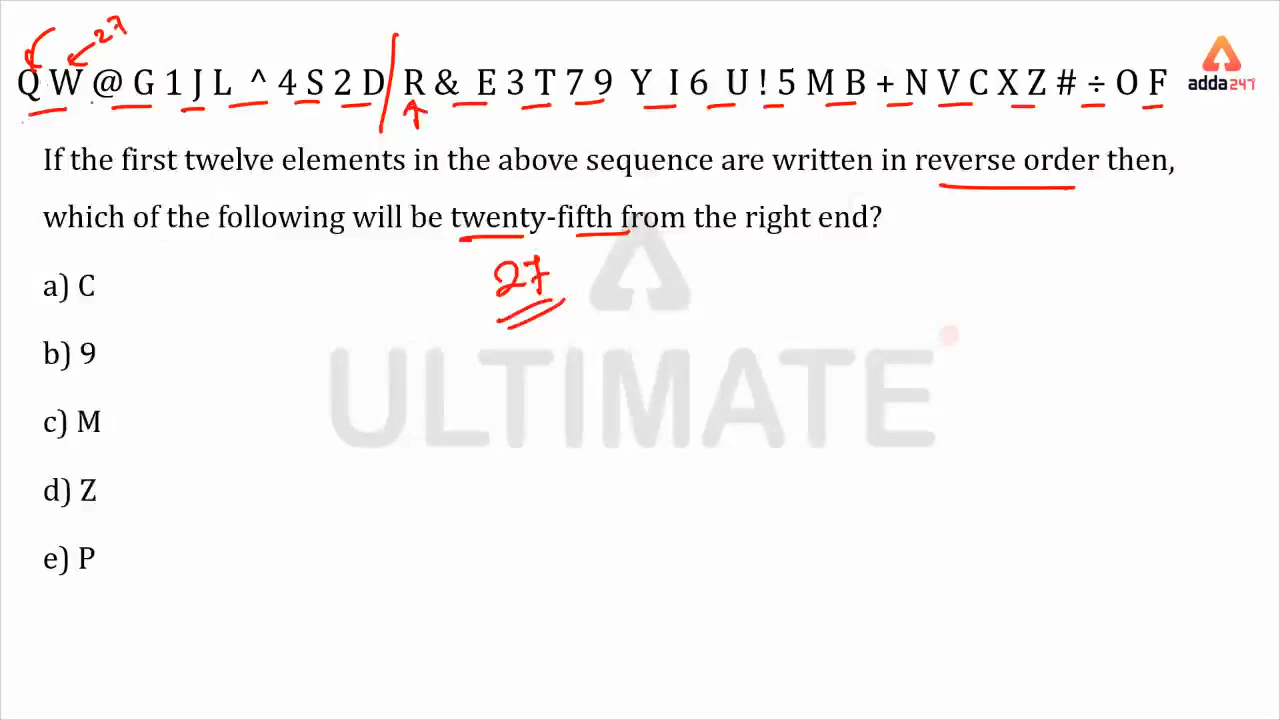 27
Q W @ G 1 J L ^ 4 S 2 D / R & E 3 T 7 9 Y I 6 U ! 5 M B + N V C X Z # ÷ O F
adda247
If the first twelve elements in the above sequence are written in reverse order then,
which of the following will be twenty-fifth from the right end?
27
a) C
b) 9
ULTIMATE
c) M
d) Z
e) P